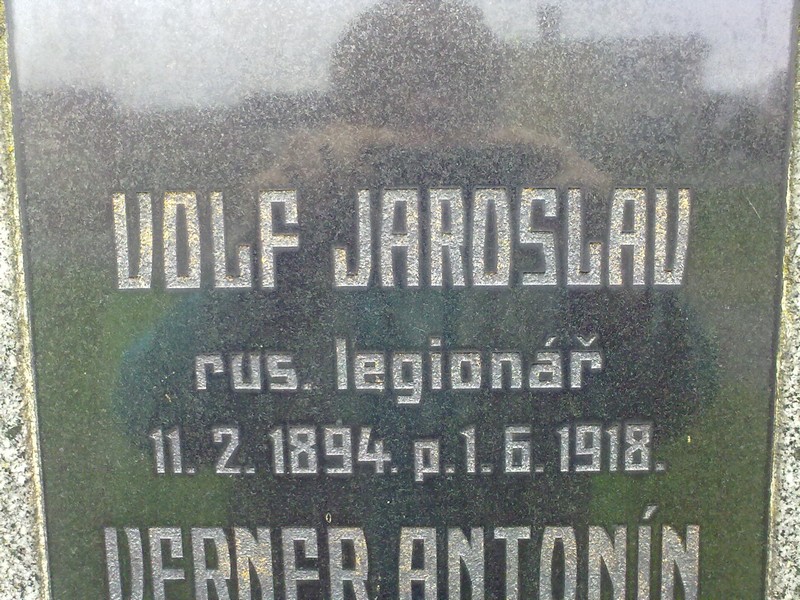 VOLF JAROSLAV
rus. legionář
11. 2. 1894. p. 1. 6. 1918.
VERNER ANTONÍN